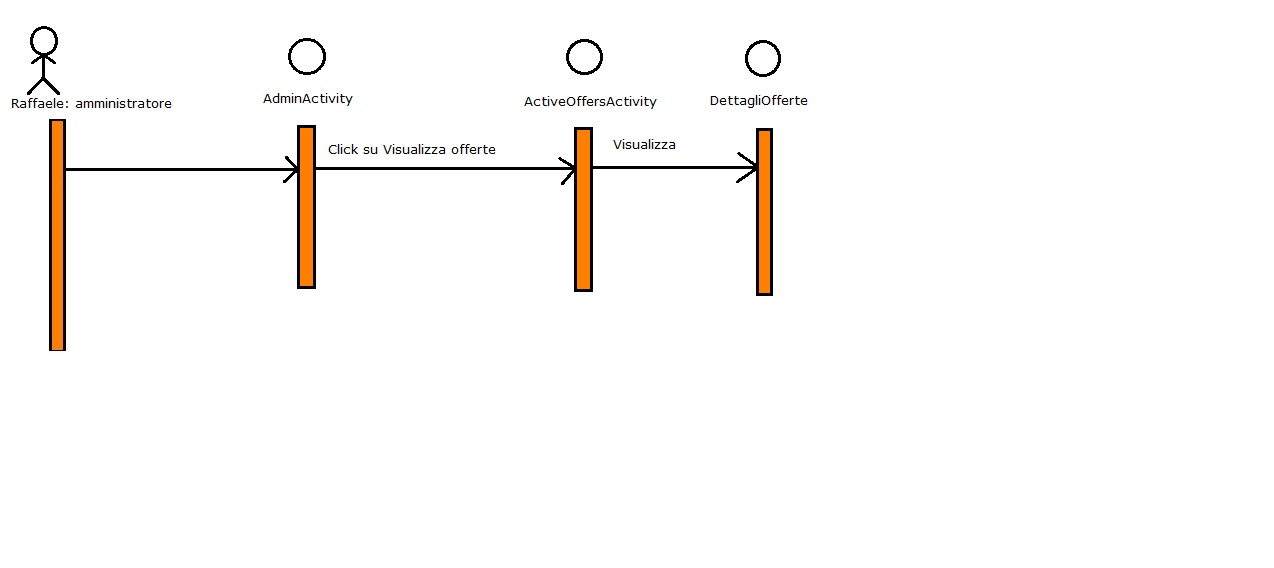 Raffaele: amministratore
AdminActivity
ActiveOffersActivity
DettagliOfferte
Click su Visualizza offerte
Visualizza